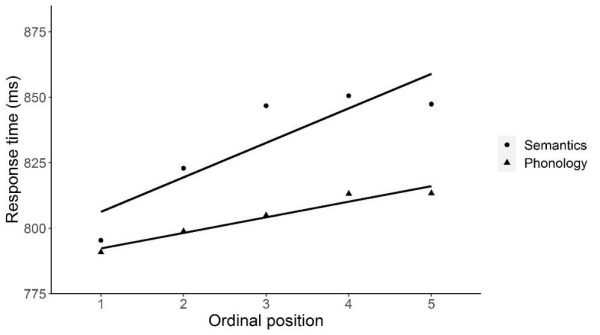 875
850
825
800
775
Response time (ms)
1 2 3 4 5
Ordinal position
Semantics
Phonology